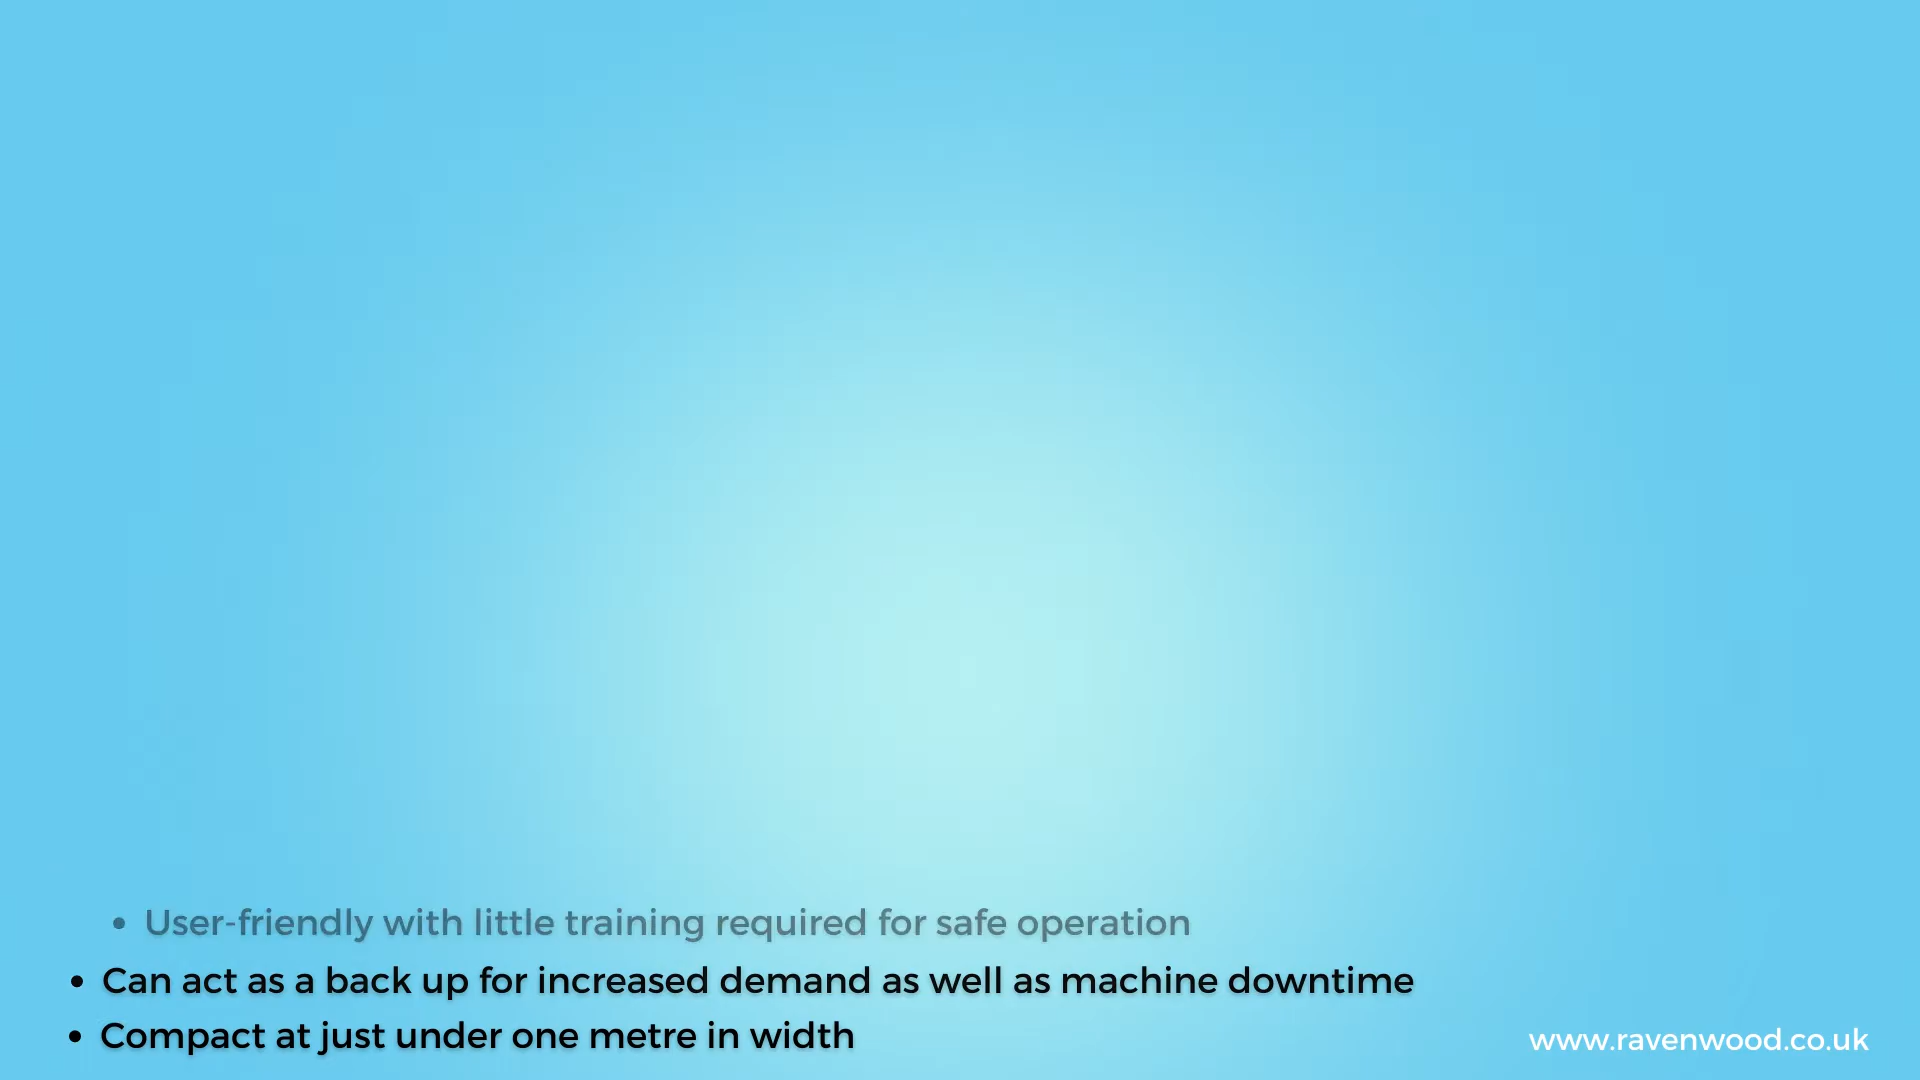 • User-friendly with little training required for safe operation
• Can act as a back up for increased demand as well as machine downtime
• Compact at just under one metre in width
www.ravenwood.co.uk